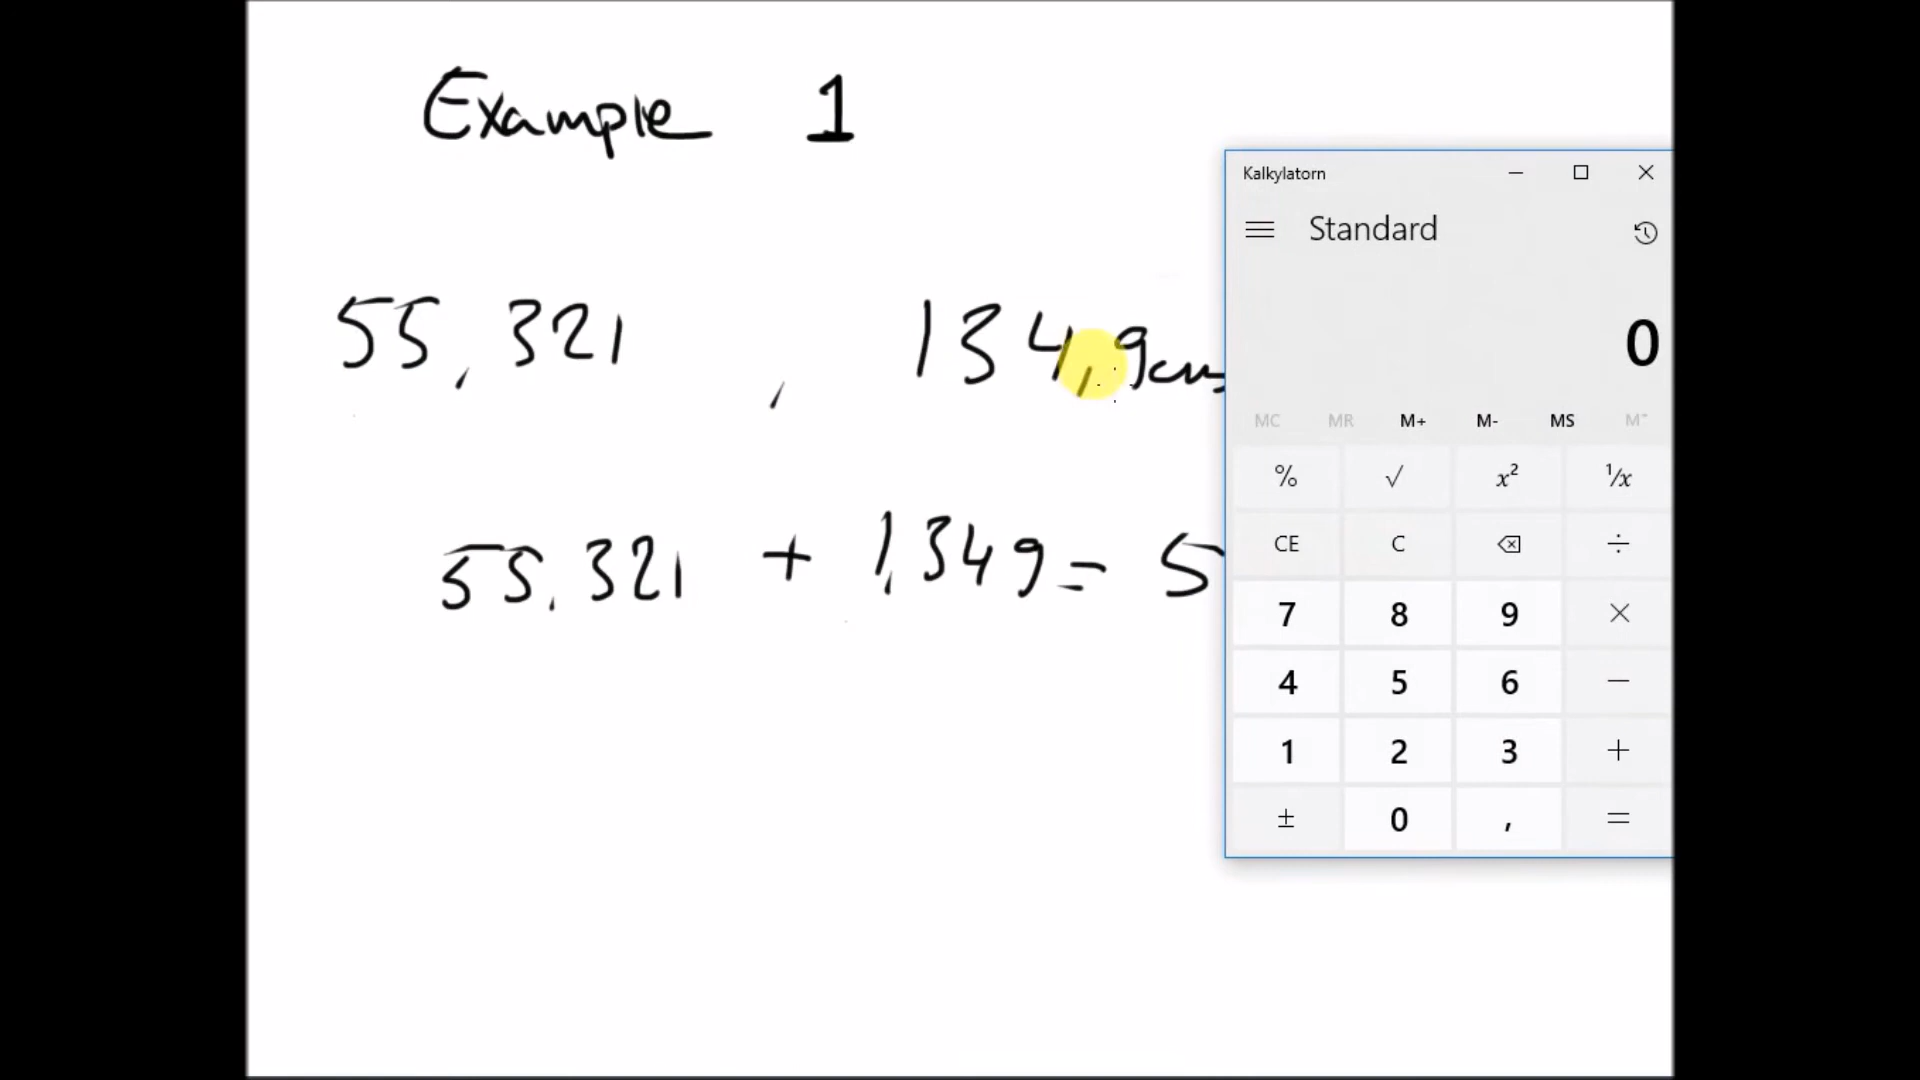 Example 1
55,321 , 134,9cm
55,321 + 1,349 = 5
Kalkylatorn
Standard
0
MC MR M+ M- MS M˅
% √ x² ¹/x
CE C ⌫ ÷
7 8 9 ×
4 5 6 −
1 2 3 +
± 0 , =